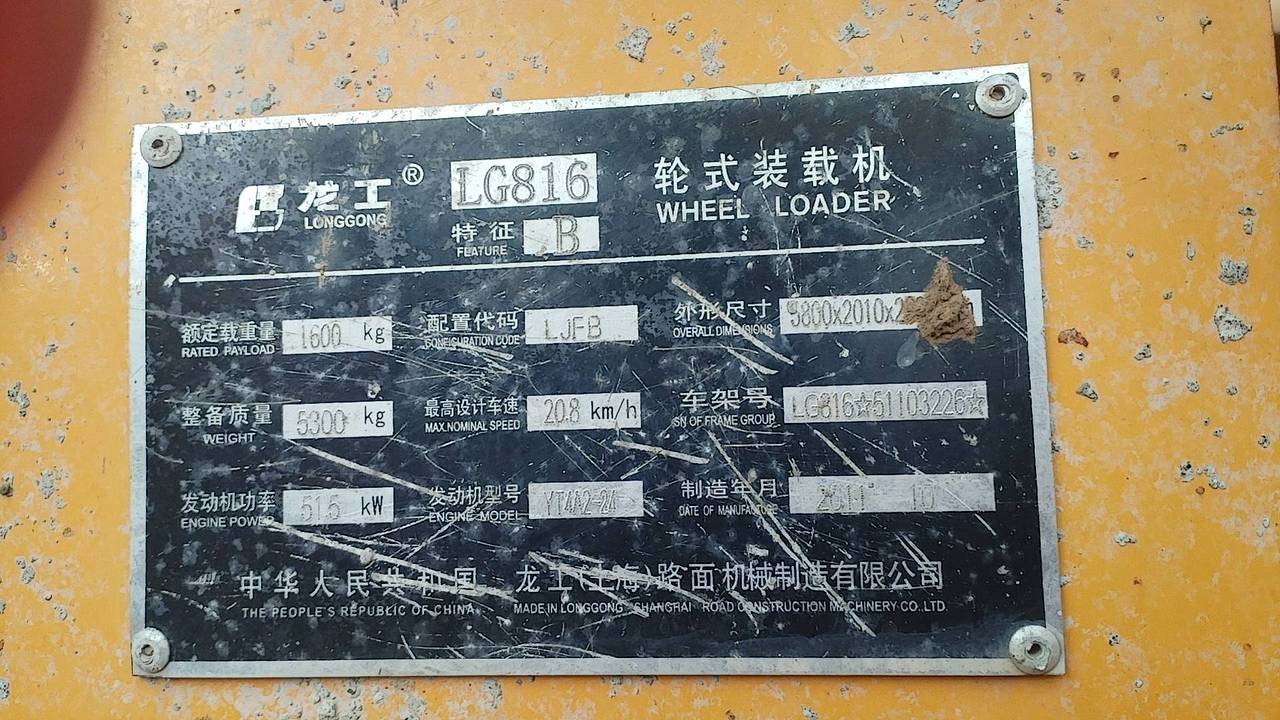 龙工 ® LG816 轮式装载机
LONGGONG WHEEL LOADER
特征 B
FEATURE
额定载重量 1600 kg 配置代码 LJFB 外形尺寸
RATED PAYLOAD CONFIGURATION CODE OVERALL DIMENSIONS
整备质量 5300 kg 最高设计车速 20.8 km/h 车架号 LG816☆51103226☆
WEIGHT MAX.NOMINAL SPEED SN OF FRAME GROUP
发动机功率 51.5 kW 发动机型号 YT4A2-24 制造年月 2011 10
ENGINE POWER ENGINE MODEL DATE OF MANUFACTURE
中华人民共和国 龙工(上海)路面机械制造有限公司
THE PEOPLE'S REPUBLIC OF CHINA MADE IN LONGGONG SHANGHAI ROAD CONSTRUCTION MACHINERY CO.,LTD.